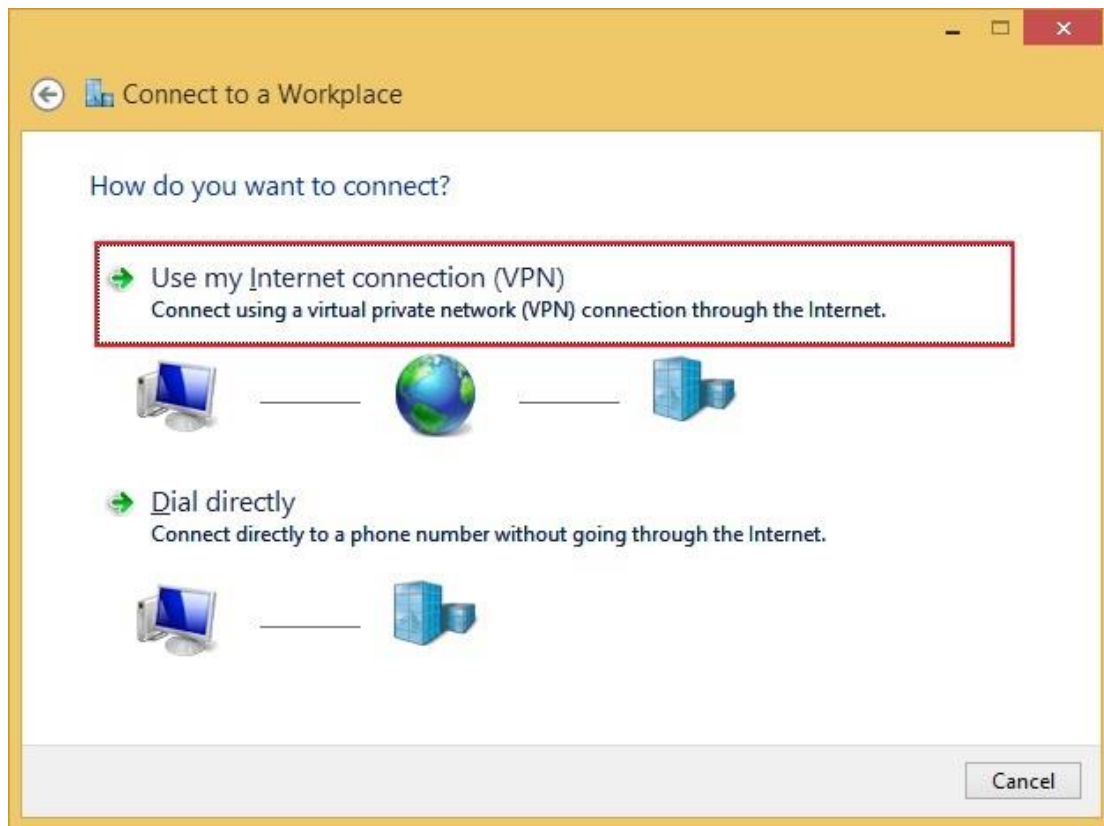 Connect to a Workplace
How do you want to connect?
Use my Internet connection (VPN)
Connect using a virtual private network (VPN) connection through the Internet.
Dial directly
Connect directly to a phone number without going through the Internet.
Cancel